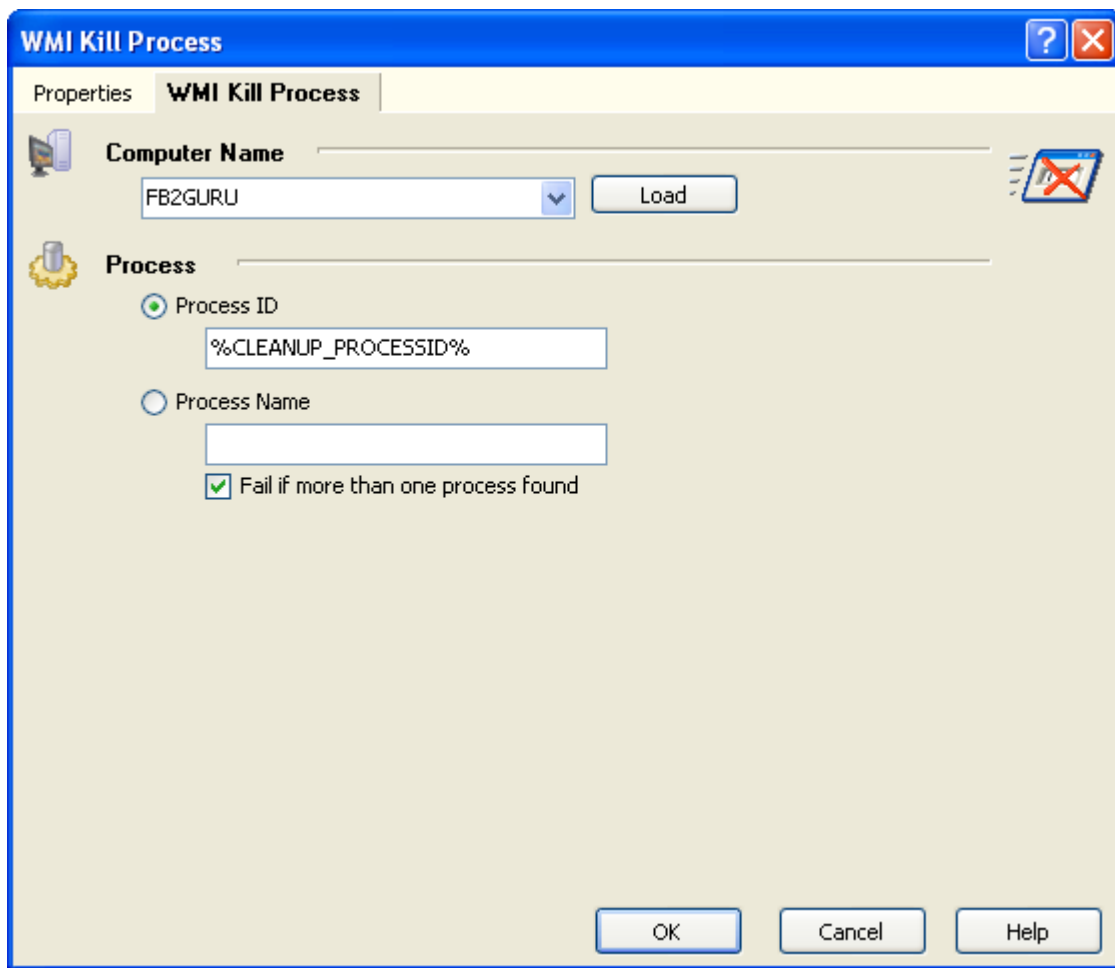 WMI Kill Process
Properties WMI Kill Process
Computer Name
FB2GURU Load
Process
Process ID
%CLEANUP_PROCESSID%
Process Name
Fail if more than one process found
OK Cancel Help